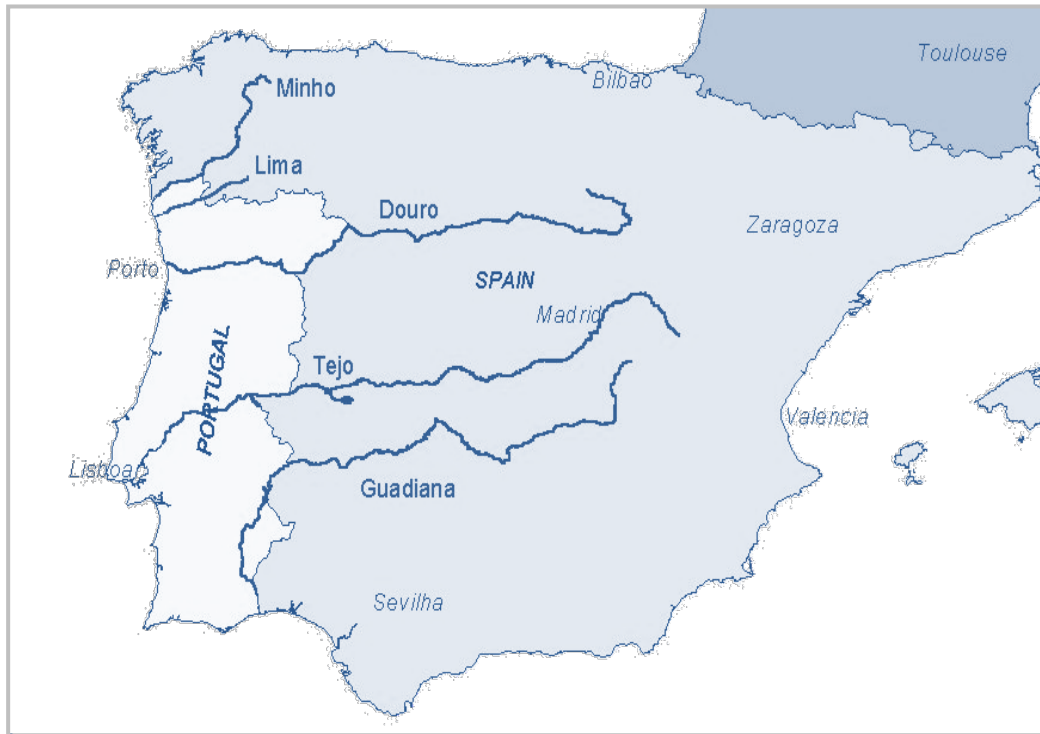 Toulouse
Bilbao
Minho
Lima
Douro
Zaragoza
Porto
SPAIN
Madrid
PORTUGAL
Tejo
Valencia
Lisboa
Guadiana
Sevilha